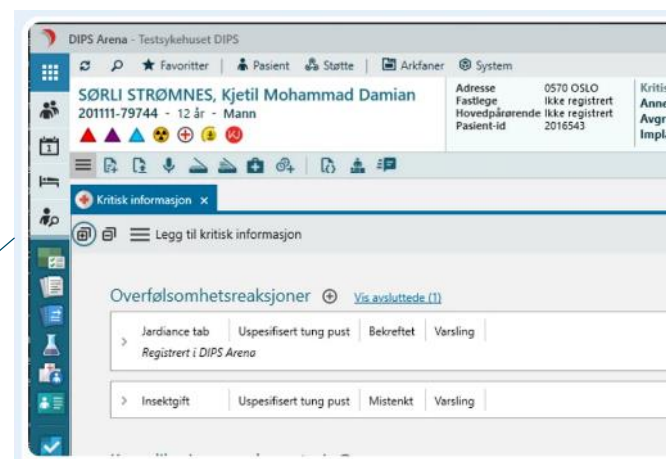 DIPS Arena - Testsykehuset DIPS
Favoritter Pasient Støtte Arkfaner System
SØRLI STRØMNES, Kjetil Mohammad Damian
201111-79744 - 12 år - Mann
Adresse 0570 OSLO
Fastlege Ikke registrert
Hovedpårørende Ikke registrert
Pasient-id 2016543
Kritis
Anne
Avgr
Impla
Kritisk informasjon ×
Legg til kritisk informasjon
Overfølsomhetsreaksjoner Vis avsluttede (1)
Jardiance tab Uspesifisert tung pust Bekreftet Varsling
Registrert i DIPS Arena
Insektgift Uspesifisert tung pust Mistenkt Varsling